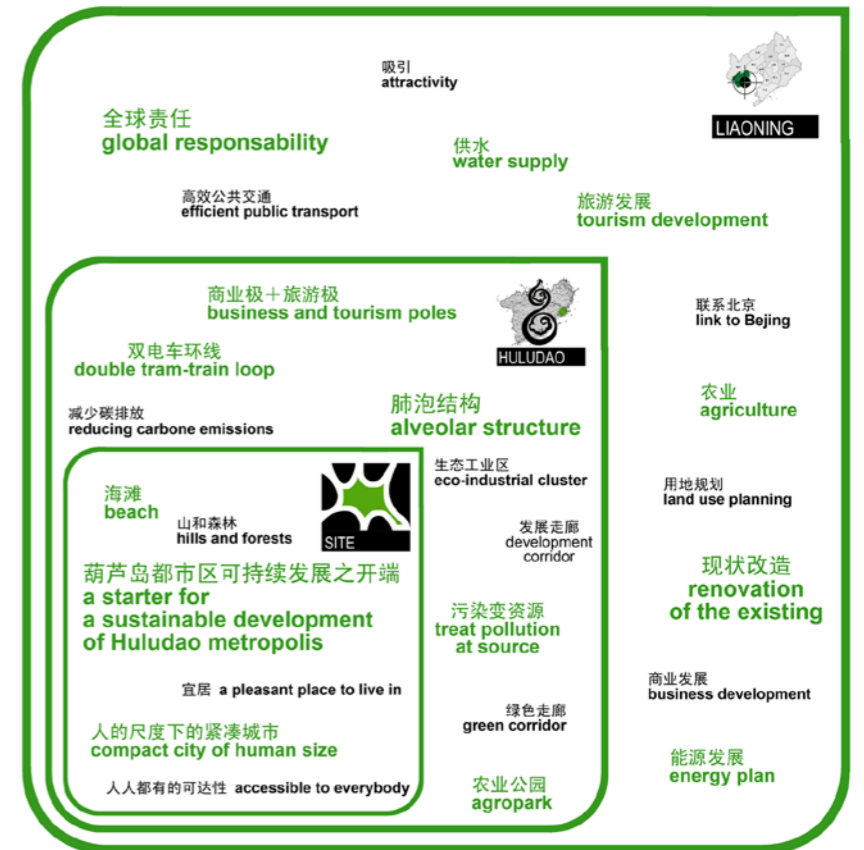 吸引
attractivity
全球责任
global responsability
供水
water supply
LIAONING
高效公共交通
efficient public transport
旅游发展
tourism development
商业极＋旅游极
business and tourism poles
HULUDAO
联系北京
link to Bejing
双电车环线
double tram-train loop
减少碳排放
reducing carbone emissions
肺泡结构
alveolar structure
农业
agriculture
生态工业区
eco-industrial cluster
用地规划
land use planning
海滩
beach
山和森林
hills and forests
SITE
发展走廊
development
corridor
葫芦岛都市区可持续发展之开端
a starter for
a sustainable development
of Huludao metropolis
现状改造
renovation
of the existing
污染变资源
treat pollution
at source
宜居 a pleasant place to live in
商业发展
business development
绿色走廊
green corridor
人的尺度下的紧凑城市
compact city of human size
能源发展
energy plan
人人都有的可达性 accessible to everybody
农业公园
agropark